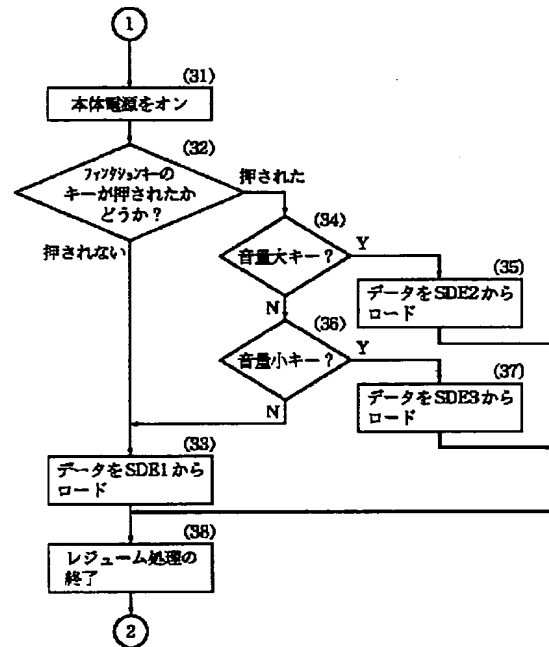 1
(31)
本体電源をオン
(32)
ファンクションキーの
キーが押されたか
どうか？
押された
押されない
(34)
音量大キー？
Y
N
(35)
データをSDE2から
ロード
(36)
音量小キー？
Y
N
(37)
データをSDE3から
ロード
(33)
データをSDE1から
ロード
(38)
レジューム処理の
終了
2